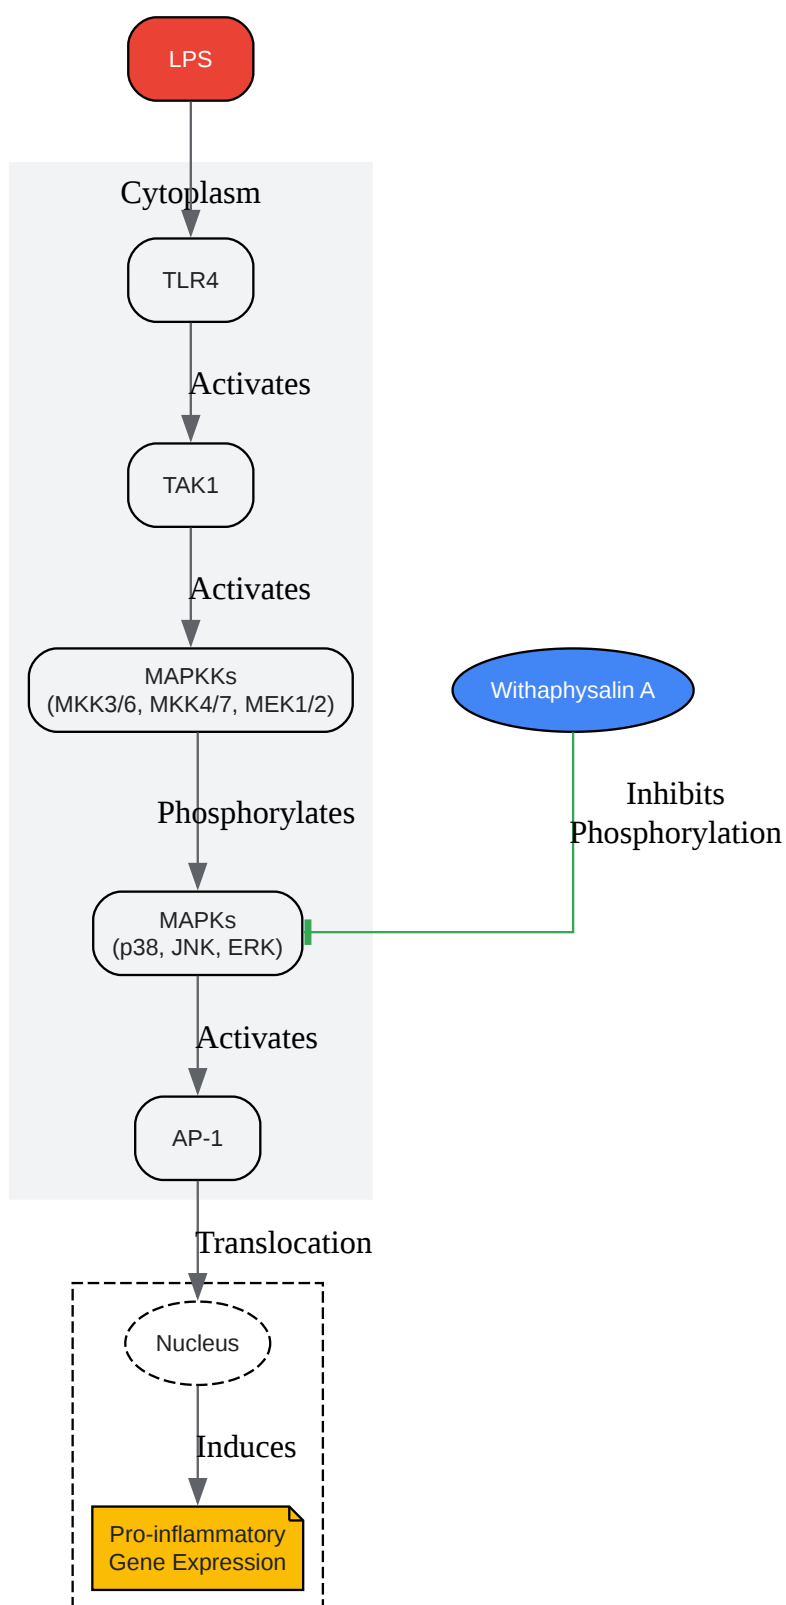 LPS
Cytoplasm
TLR4
Activates
TAK1
Activates
MAPKKs
(MKK3/6, MKK4/7, MEK1/2)
Withaphysalin A
Phosphorylates
Inhibits
Phosphorylation
MAPKs
(p38, JNK, ERK)
Activates
AP-1
Translocation
Nucleus
Induces
Pro-inflammatory
Gene Expression